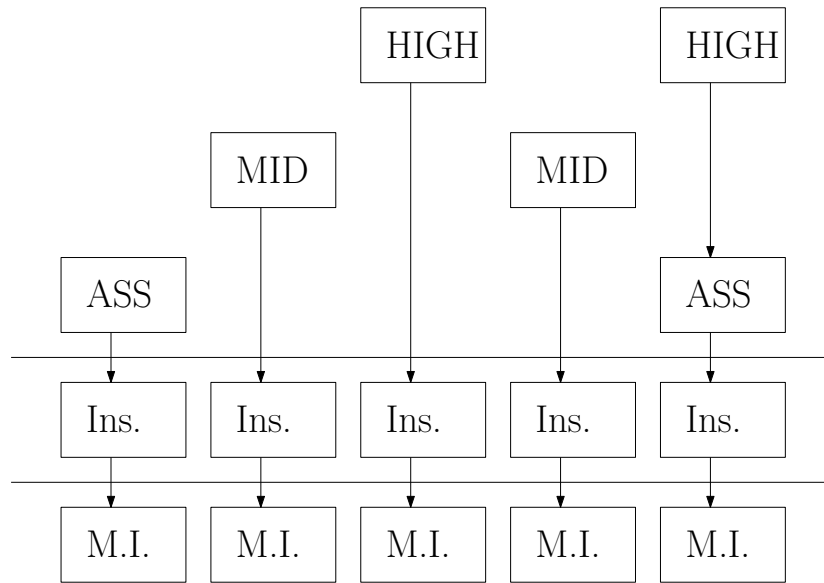 HIGH HIGH
MID MID
ASS ASS
Ins. Ins. Ins. Ins. Ins.
M.I. M.I. M.I. M.I. M.I.